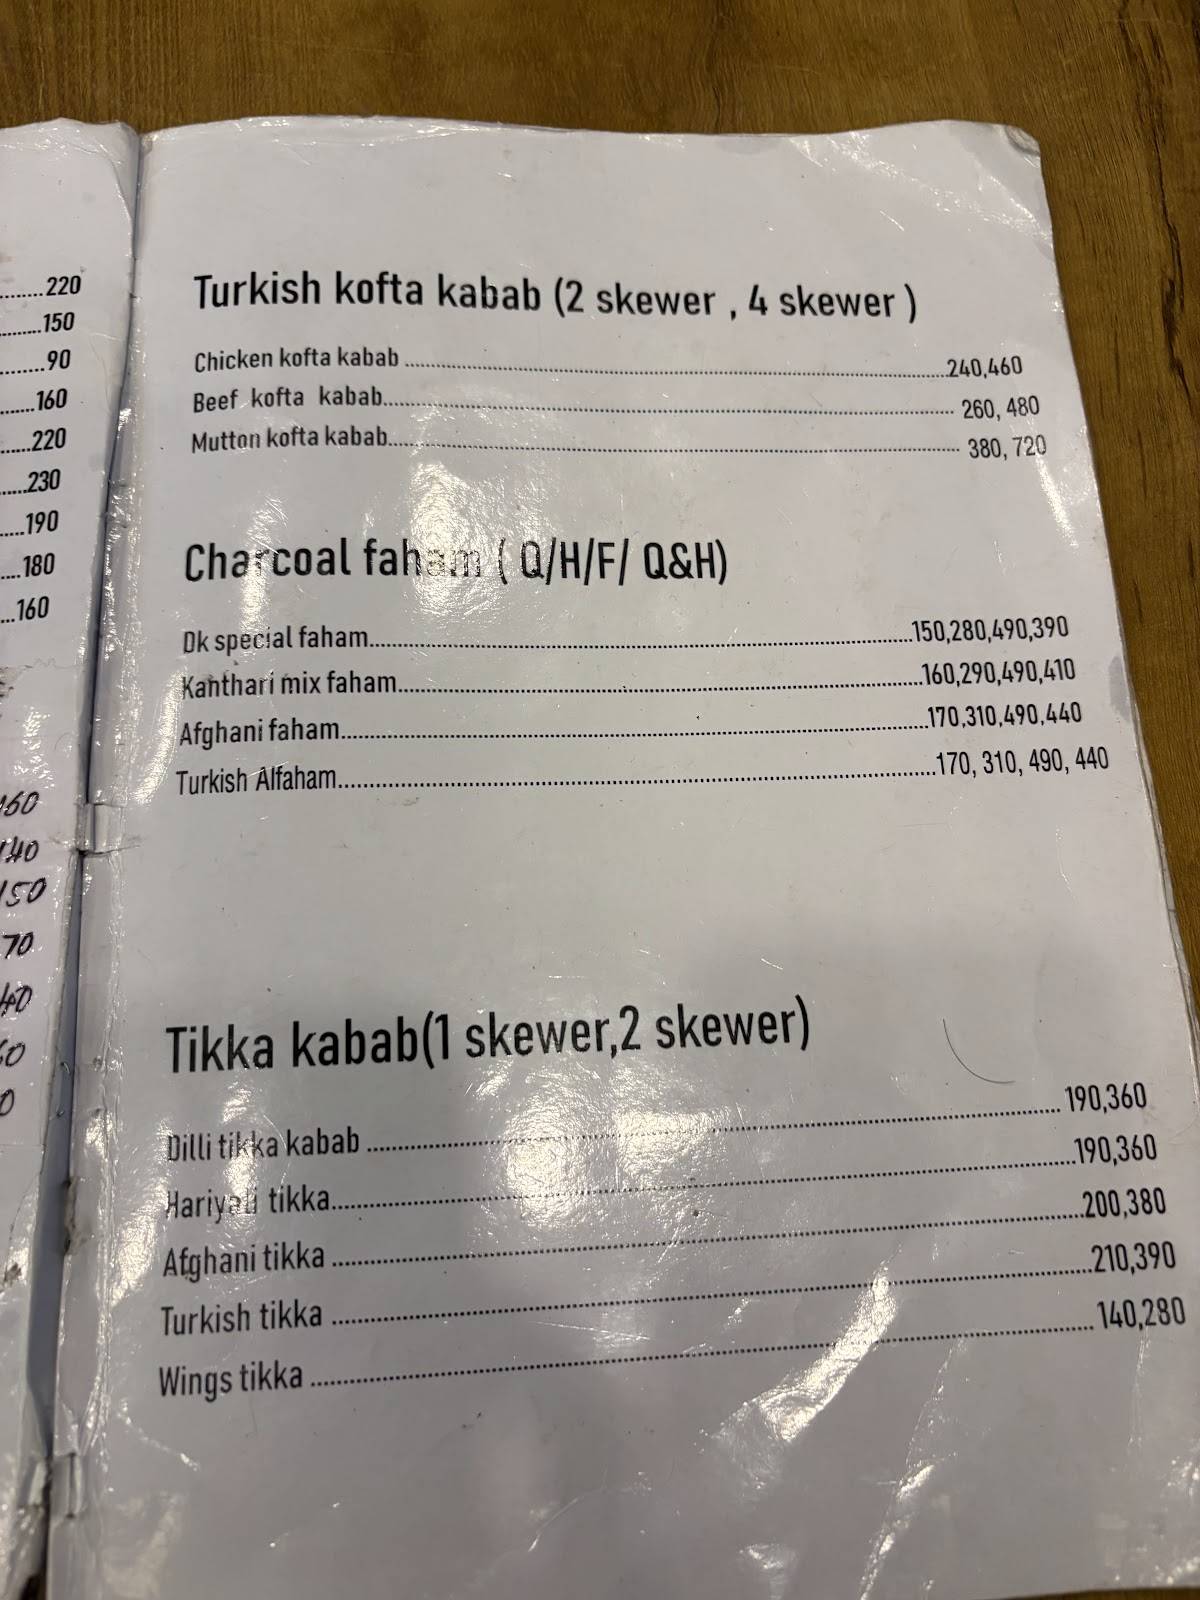 ......220
......150
......90
......160
......220
......230
......190
......180
......160
160
140
150
70
40
Turkish kofta kabab (2 skewer , 4 skewer )
Chicken kofta kabab ......240,460
Beef kofta kabab...... 260, 480
Mutton kofta kabab...... 380, 720
Charcoal faham ( Q/H/F/ Q&H)
Dk special faham......150,280,490,390
Kanthari mix faham......160,290,490,410
Afghani faham......170,310,490,440
Turkish Alfaham......170, 310, 490, 440
Tikka kabab(1 skewer,2 skewer)
Dilli tikka kabab ...... 190,360
Hariyali tikka......190,360
Afghani tikka ......200,380
Turkish tikka ......210,390
Wings tikka ...... 140,280